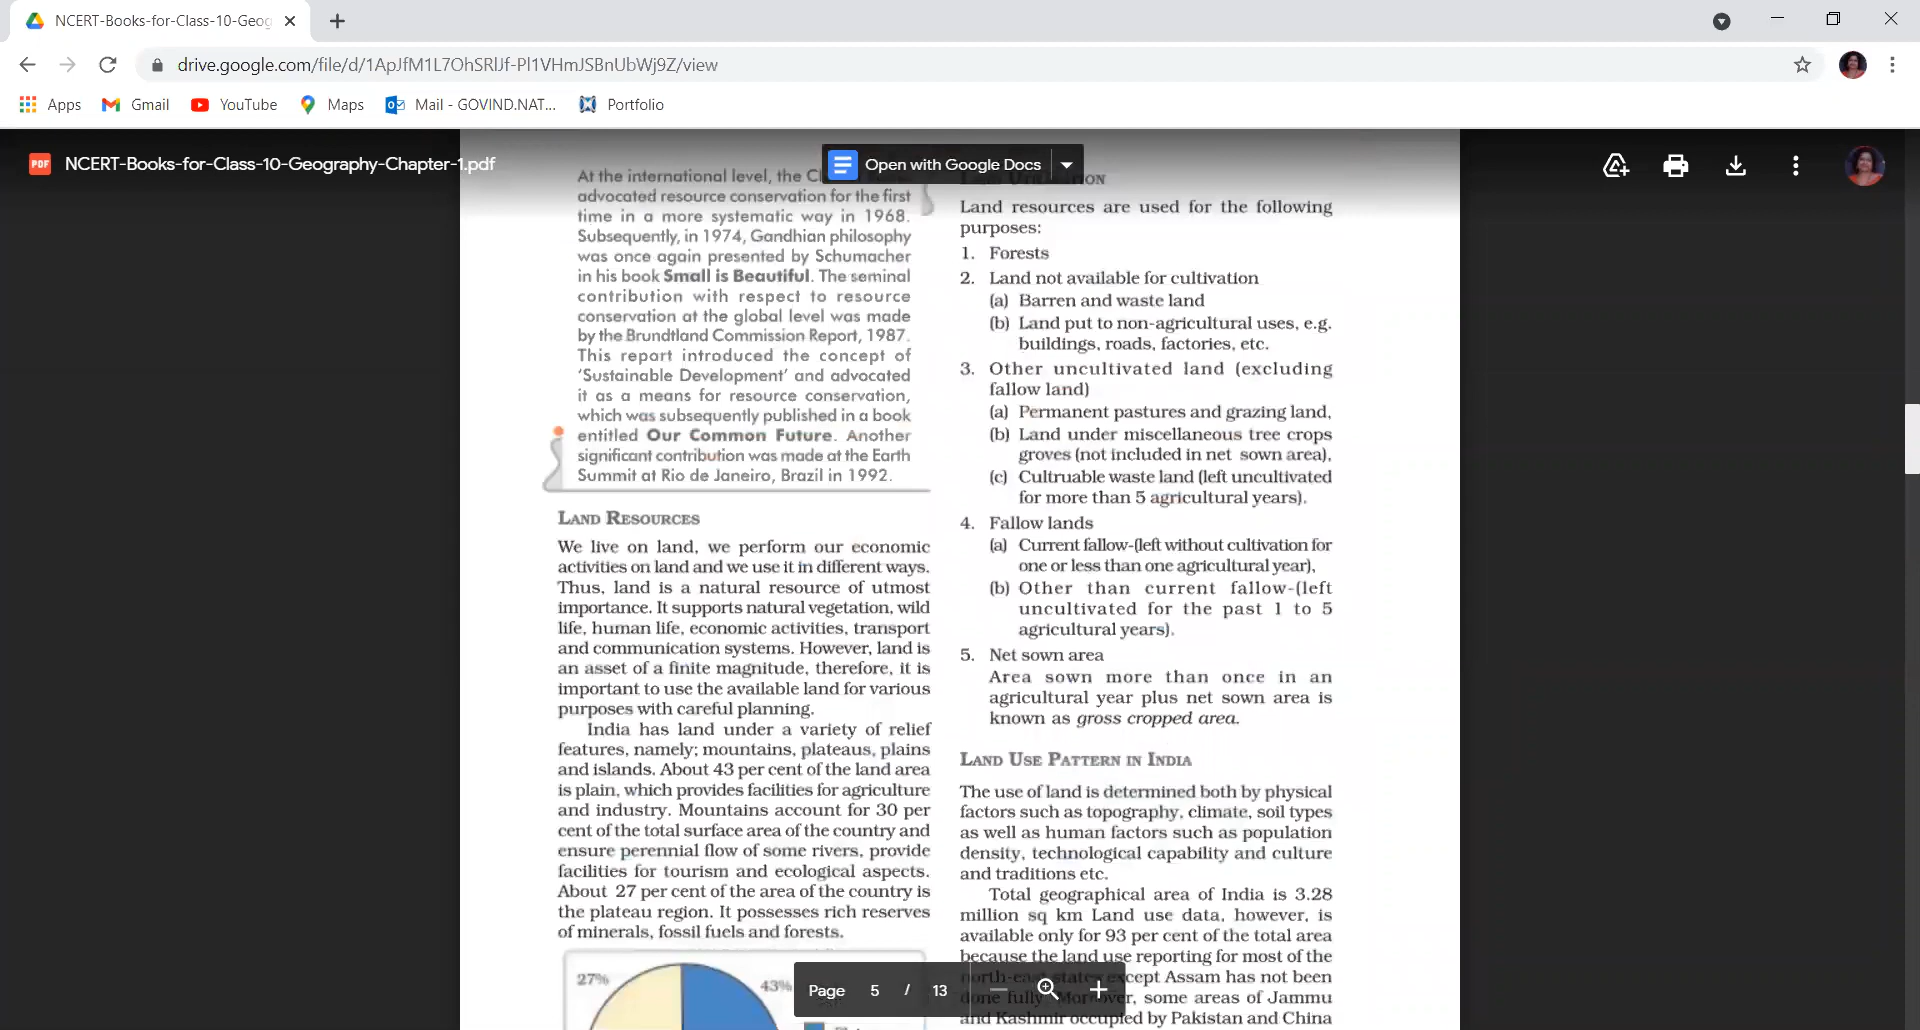 NCERT-Books-for-Class-10-Geog
drive.google.com/file/d/1ApJfM1L7OhSRlJf-Pl1VHmJSBnUbWj9Z/view
Apps
Gmail
YouTube
Maps
Mail - GOVIND.NAT...
Portfolio
PDF
NCERT-Books-for-Class-10-Geography-Chapter-1.pdf
Open with Google Docs
At the international level, the
advocated resource conservation for the first
time in a more systematic way in 1968.
Subsequently, in 1974, Gandhian philosophy
was once again presented by Schumacher
in his book Small is Beautiful. The seminal
contribution with respect to resource
conservation at the global level was made
by the Brundtland Commission Report, 1987.
This report introduced the concept of
‘Sustainable Development’ and advocated
it as a means for resource conservation,
which was subsequently published in a book
entitled Our Common Future. Another
significant contribution was made at the Earth
Summit at Rio de Janeiro, Brazil in 1992.
LAND RESOURCES
We live on land, we perform our economic
activities on land and we use it in different ways.
Thus, land is a natural resource of utmost
importance. It supports natural vegetation, wild
life, human life, economic activities, transport
and communication systems. However, land is
an asset of a finite magnitude, therefore, it is
important to use the available land for various
purposes with careful planning.
India has land under a variety of relief
features, namely; mountains, plateaus, plains
and islands. About 43 per cent of the land area
is plain, which provides facilities for agriculture
and industry. Mountains account for 30 per
cent of the total surface area of the country and
ensure perennial flow of some rivers, provide
facilities for tourism and ecological aspects.
About 27 per cent of the area of the country is
the plateau region. It possesses rich reserves
of minerals, fossil fuels and forests.
27%
43%
Land resources are used for the following
purposes:
1. Forests
2. Land not available for cultivation
(a) Barren and waste land
(b) Land put to non-agricultural uses, e.g.
buildings, roads, factories, etc.
3. Other uncultivated land (excluding
fallow land)
(a) Permanent pastures and grazing land,
(b) Land under miscellaneous tree crops
groves (not included in net sown area),
(c) Cultruable waste land (left uncultivated
for more than 5 agricultural years).
4. Fallow lands
(a) Current fallow-(left without cultivation for
one or less than one agricultural year),
(b) Other than current fallow-(left
uncultivated for the past 1 to 5
agricultural years).
5. Net sown area
Area sown more than once in an
agricultural year plus net sown area is
known as gross cropped area.
LAND USE PATTERN IN INDIA
The use of land is determined both by physical
factors such as topography, climate, soil types
as well as human factors such as population
density, technological capability and culture
and traditions etc.
Total geographical area of India is 3.28
million sq km Land use data, however, is
available only for 93 per cent of the total area
because the land use reporting for most of the
north-east states except Assam has not been
done fully. Moreover, some areas of Jammu
and Kashmir occupied by Pakistan and China
Page 5 / 13